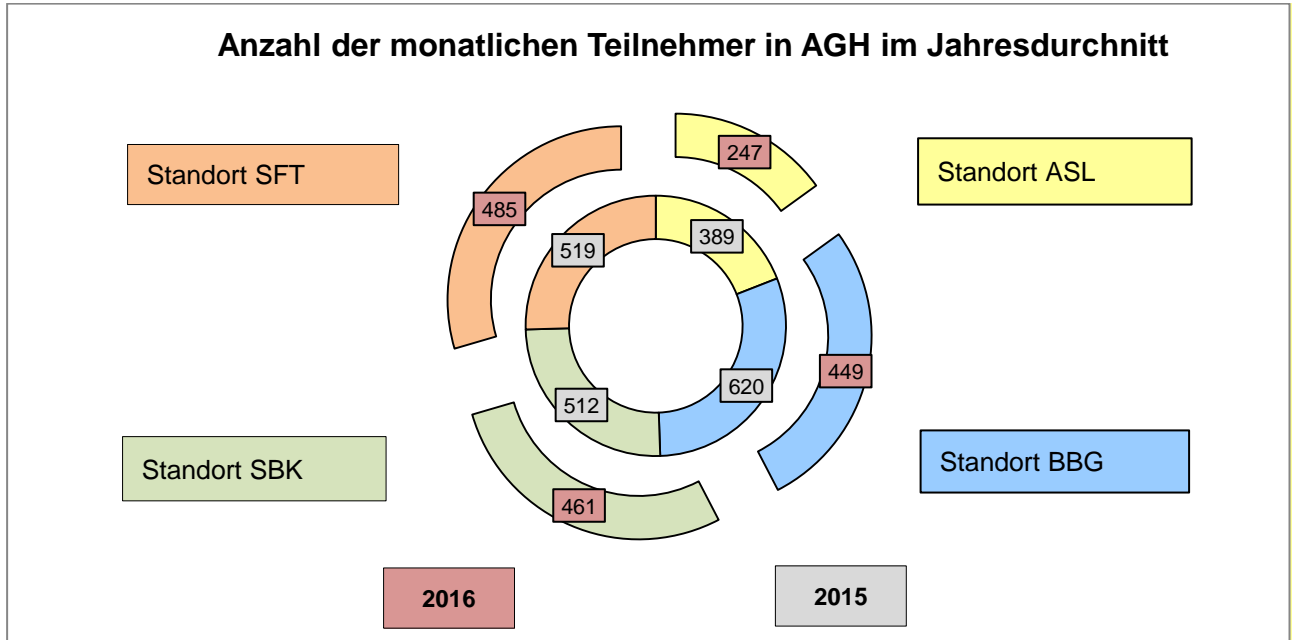 Anzahl der monatlichen Teilnehmer in AGH im Jahresdurchnitt
Standort SFT
Standort ASL
247
485
389
519
449
620
512
Standort SBK
Standort BBG
461
2016
2015